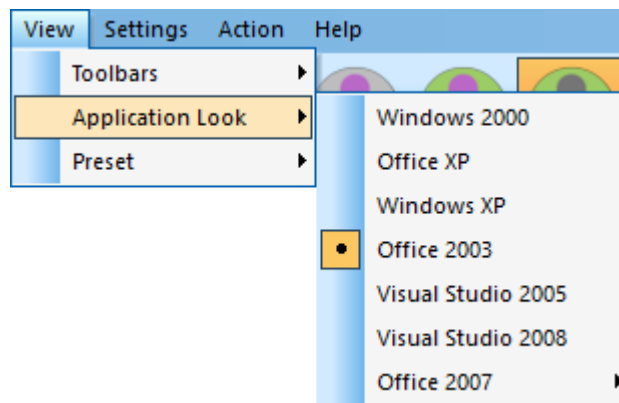 View Settings Action Help
Toolbars
Application Look
Preset
Windows 2000
Office XP
Windows XP
Office 2003
Visual Studio 2005
Visual Studio 2008
Office 2007